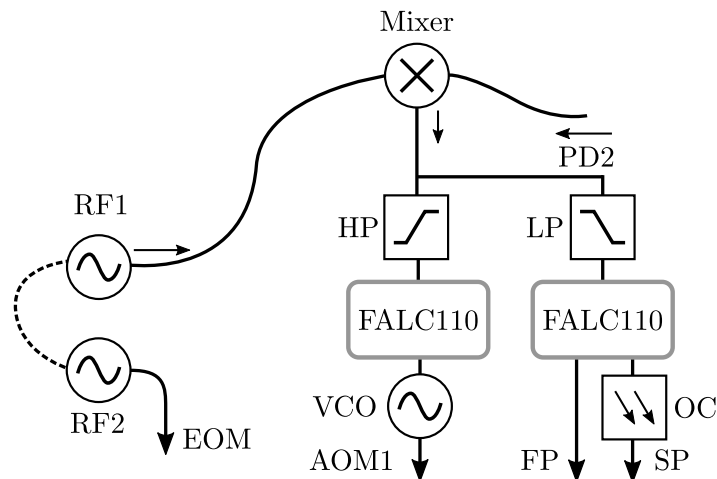 Mixer
PD2
RF1
HP
LP
FALC110
FALC110
VCO
OC
RF2
EOM
AOM1
FP
SP